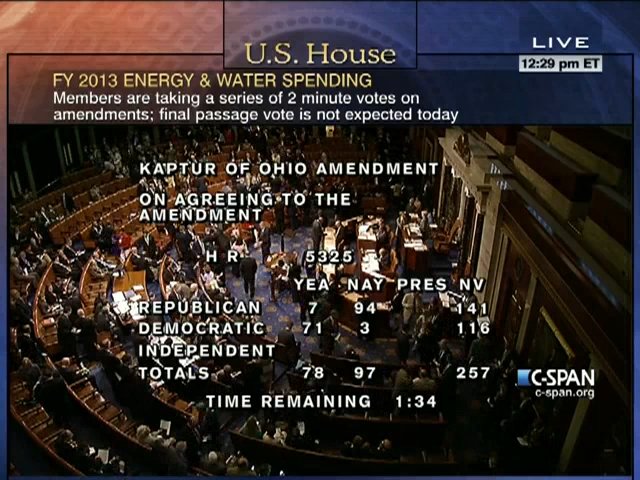 U.S. House
LIVE
12:29 pm ET
FY 2013 ENERGY & WATER SPENDING
Members are taking a series of 2 minute votes on
amendments; final passage vote is not expected today
KAPTUR OF OHIO AMENDMENT
ON AGREEING TO THE
AMENDMENT
H R 5325
YEA NAY PRES NV
REPUBLICAN 7 94 141
DEMOCRATIC 71 3 116
INDEPENDENT
TOTALS 78 97 257
TIME REMAINING 1:34
C-SPAN
c-span.org